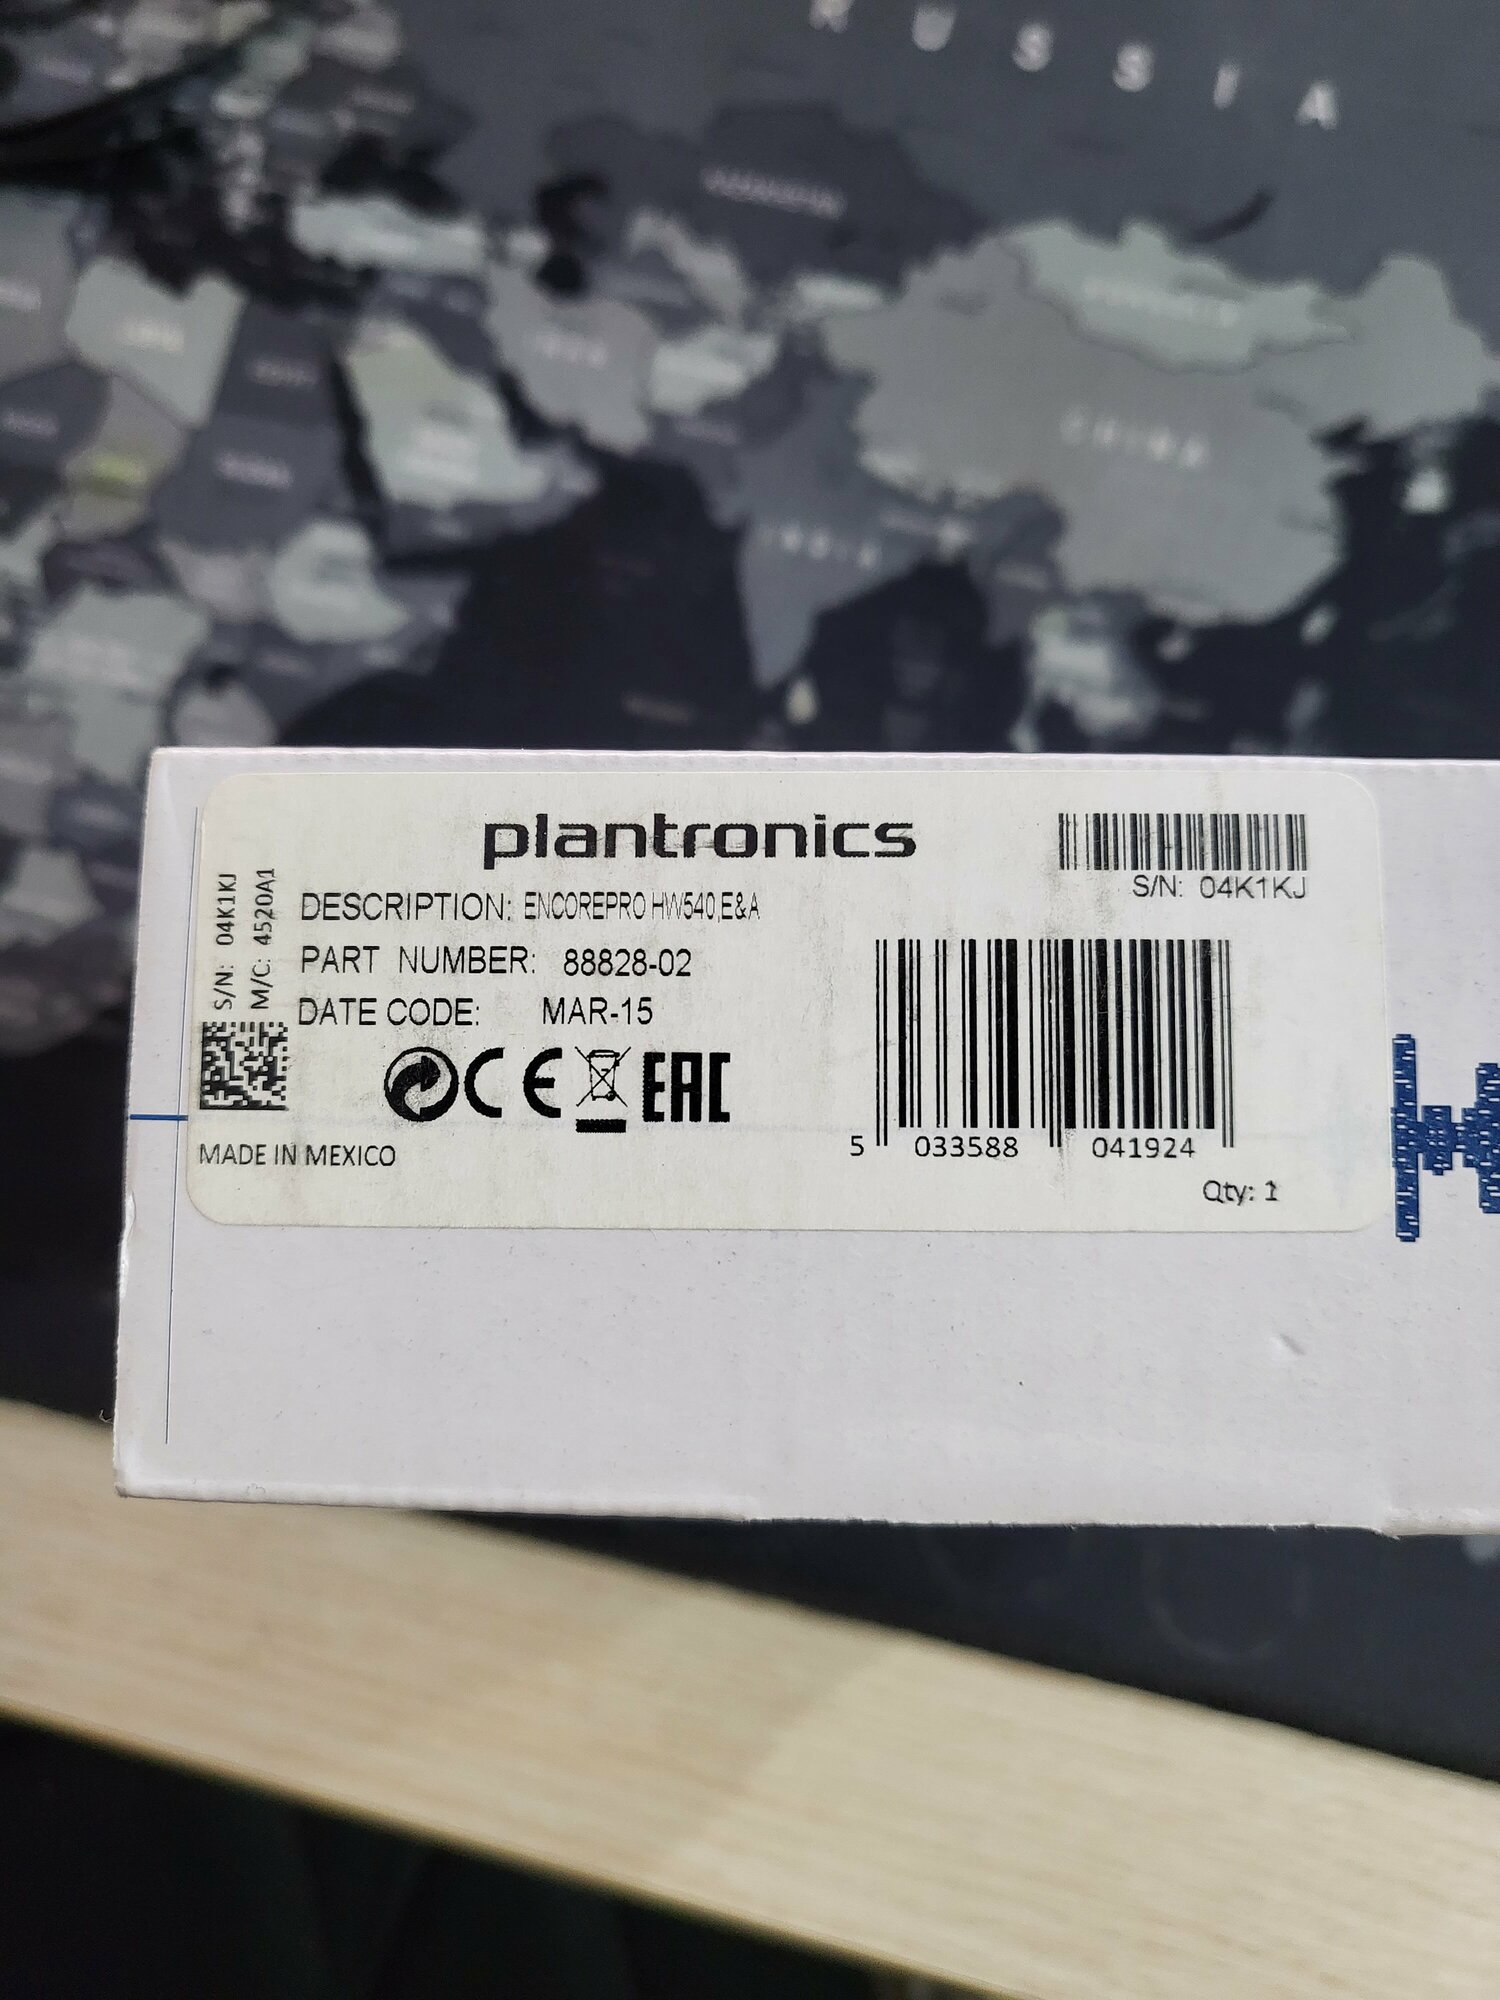 RUSSIA
CHINA
INDIA
plantronics
S/N: 04K1KJ
S/N: 04K1KJ
M/C: 4520A1
DESCRIPTION: ENCOREPRO HW540,E&A
PART NUMBER: 88828-02
DATE CODE: MAR-15
CE EAC
MADE IN MEXICO
5 033588 041924
Qty: 1